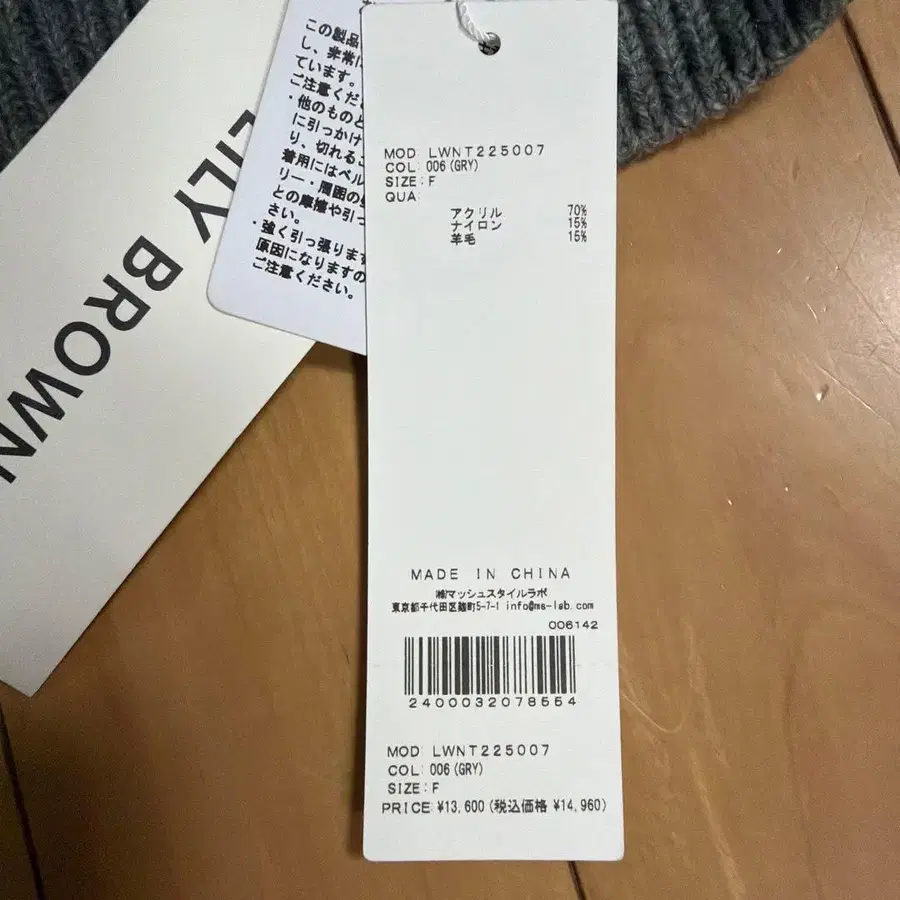 LILY BROWN
この製品
し、非常に
ています。
ご注意くだ
・他のものと
に引っかけ
り、切れる
着用にはベル
リー・周囲の
との摩擦や引っ
さい。
・強く引っ張ります
原因になりますの
ご注意ください。
MOD: LWNT225007
COL: 006(GRY)
SIZE: F
QUA:
アクリル 70%
ナイロン 15%
羊毛 15%
MADE IN CHINA
㈱マッシュスタイルラボ
東京都千代田区麹町5-7-1 info@ms-lab.com
006142
2400032078554
MOD: LWNT225007
COL: 006(GRY)
SIZE: F
PRICE: ¥13,600(税込価格 ¥14,960)